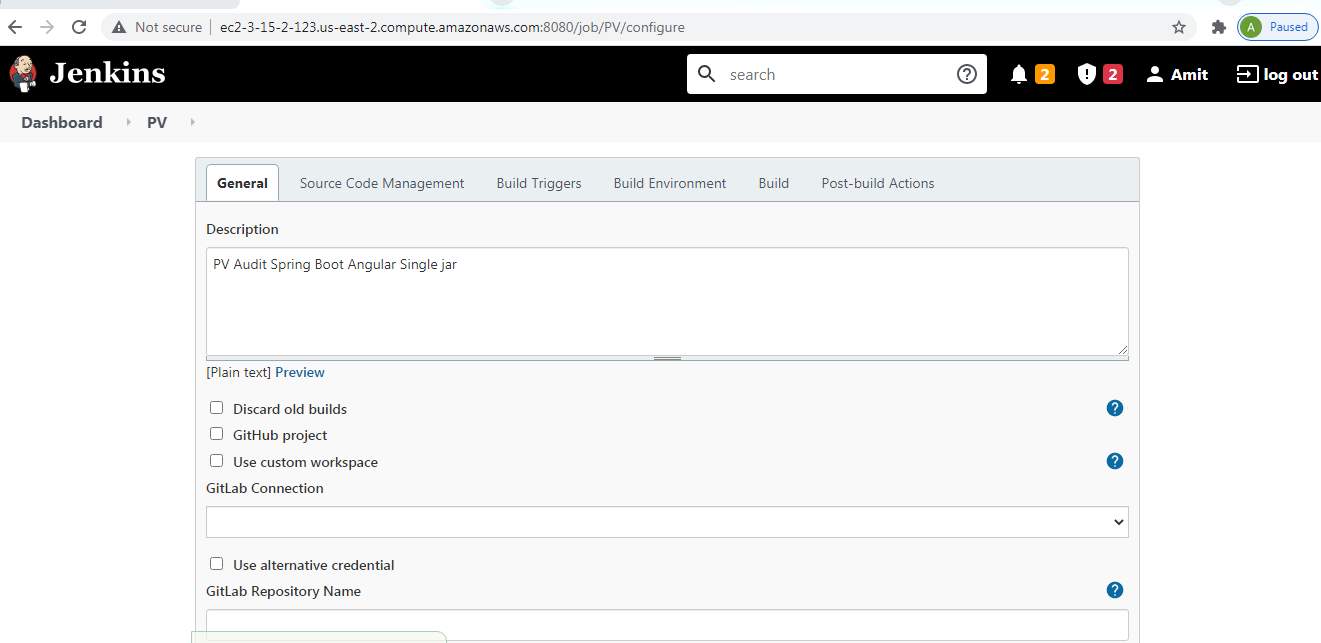 Not secure | ec2-3-15-2-123.us-east-2.compute.amazonaws.com:8080/job/PV/configure
A Paused
Jenkins
search
2
2
Amit
log out
Dashboard
PV
General
Source Code Management
Build Triggers
Build Environment
Build
Post-build Actions
Description
PV Audit Spring Boot Angular Single jar
[Plain text] Preview
Discard old builds
GitHub project
Use custom workspace
GitLab Connection
Use alternative credential
GitLab Repository Name